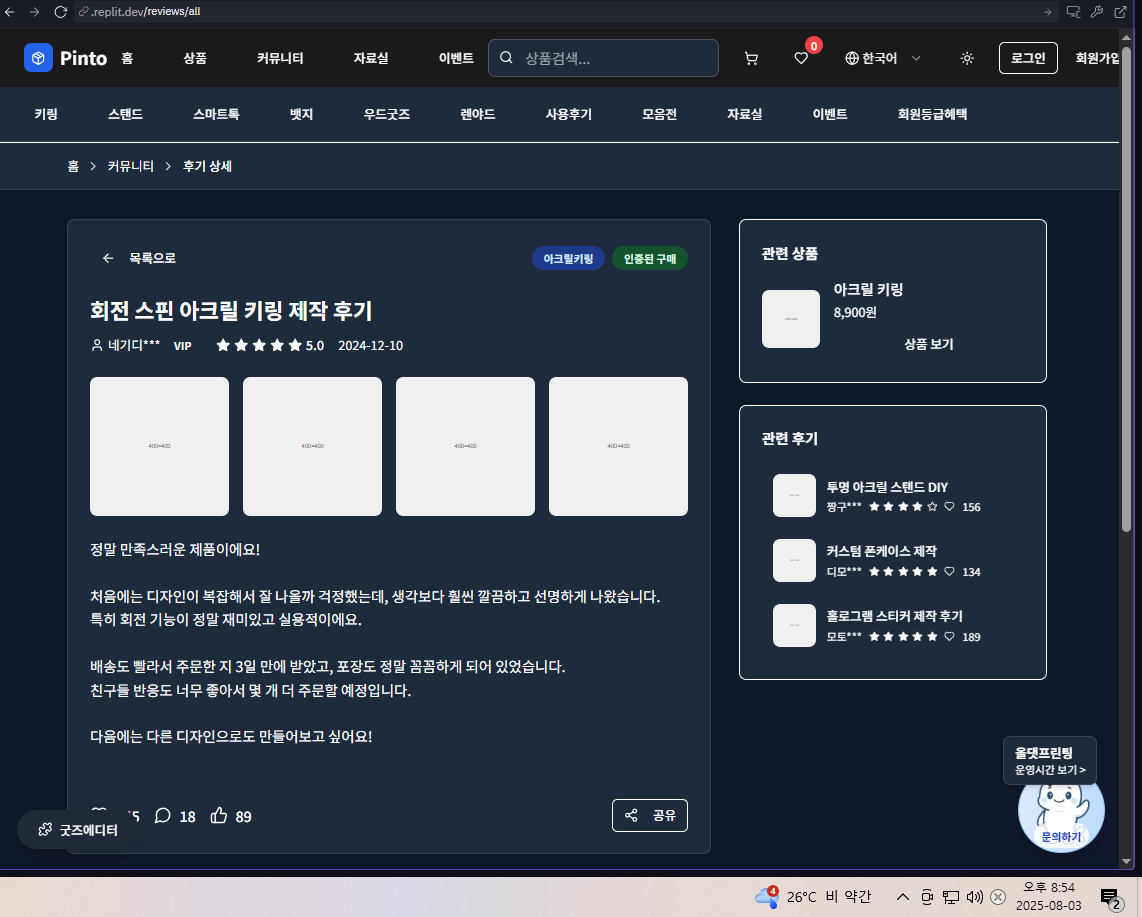 .replit.dev/reviews/all
Pinto 홈 상품 커뮤니티 자료실 이벤트 상품검색... 0 한국어 로그인 회원가입
키링 스탠드 스마트톡 뱃지 우드굿즈 렌야드 사용후기 모음전 자료실 이벤트 회원등급혜택
홈 > 커뮤니티 > 후기 상세
목록으로 아크릴키링 인증된 구매
회전 스핀 아크릴 키링 제작 후기
네기디*** VIP 5.0 2024-12-10
400×400 400×400 400×400 400×400
정말 만족스러운 제품이에요!
처음에는 디자인이 복잡해서 잘 나올까 걱정했는데, 생각보다 훨씬 깔끔하고 선명하게 나왔습니다.
특히 회전 기능이 정말 재미있고 실용적이에요.
배송도 빨라서 주문한 지 3일 만에 받았고, 포장도 정말 꼼꼼하게 되어 있었습니다.
친구들 반응도 너무 좋아서 몇 개 더 주문할 예정입니다.
다음에는 다른 디자인으로도 만들어보고 싶어요!
5 18 89 공유
관련 상품
아크릴 키링
8,900원
상품 보기
관련 후기
투명 아크릴 스탠드 DIY
짱구*** 156
커스텀 폰케이스 제작
디모*** 134
홀로그램 스티커 제작 후기
모토*** 189
올댓프린팅
운영시간 보기 >
문의하기
굿즈에디터
4 26°C 비 약간 오후 8:54
2025-08-03 2